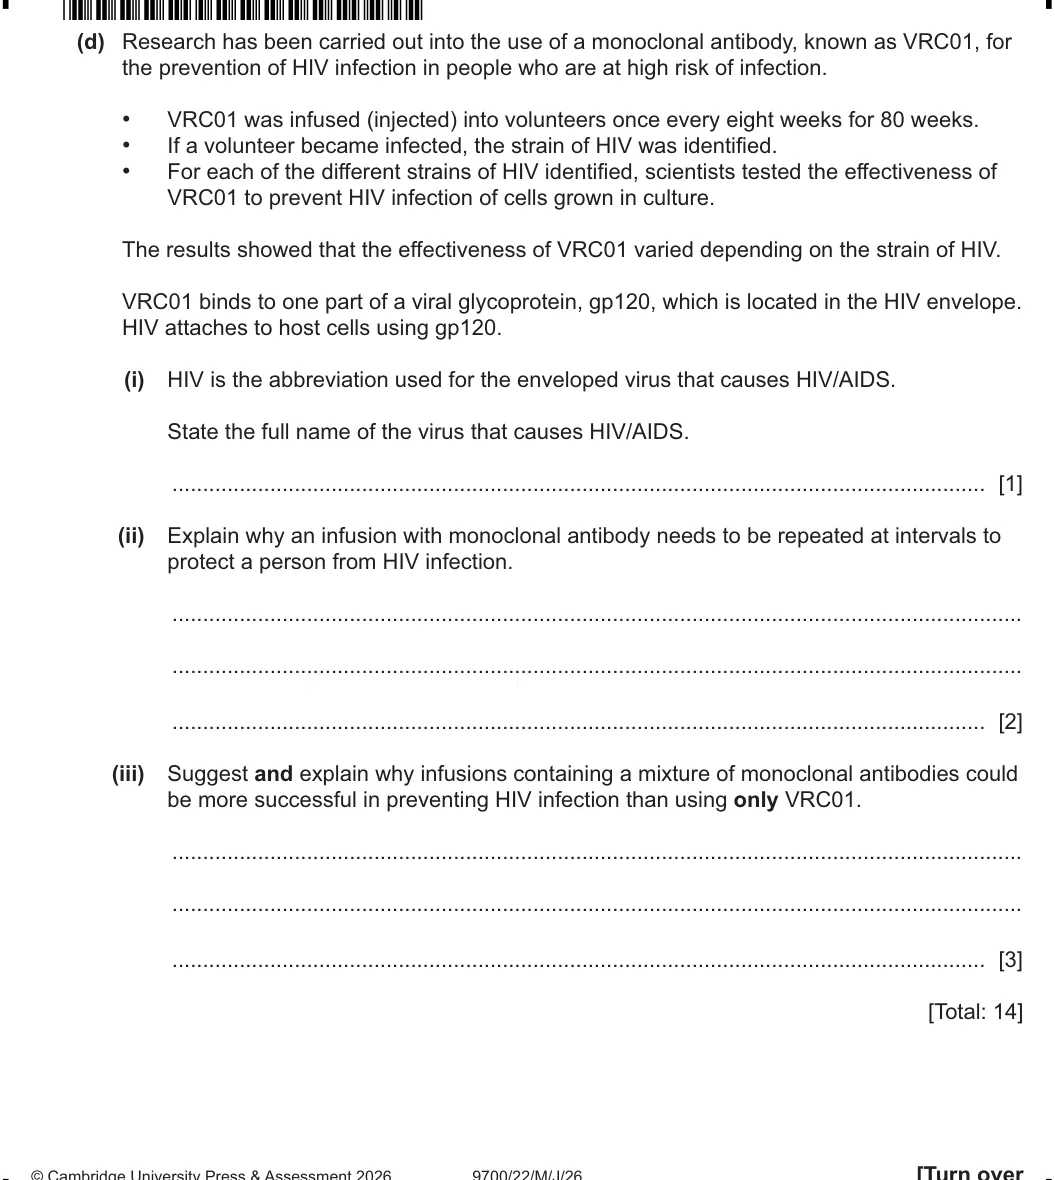 (d) Research has been carried out into the use of a monoclonal antibody, known as VRC01, for
the prevention of HIV infection in people who are at high risk of infection.
• VRC01 was infused (injected) into volunteers once every eight weeks for 80 weeks.
• If a volunteer became infected, the strain of HIV was identified.
• For each of the different strains of HIV identified, scientists tested the effectiveness of
VRC01 to prevent HIV infection of cells grown in culture.
The results showed that the effectiveness of VRC01 varied depending on the strain of HIV.
VRC01 binds to one part of a viral glycoprotein, gp120, which is located in the HIV envelope.
HIV attaches to host cells using gp120.
(i) HIV is the abbreviation used for the enveloped virus that causes HIV/AIDS.
State the full name of the virus that causes HIV/AIDS.
[1]
(ii) Explain why an infusion with monoclonal antibody needs to be repeated at intervals to
protect a person from HIV infection.
[2]
(iii) Suggest and explain why infusions containing a mixture of monoclonal antibodies could
be more successful in preventing HIV infection than using only VRC01.
[3]
[Total: 14]
© Cambridge University Press & Assessment 2026 9700/22/M/J/26 [Turn over